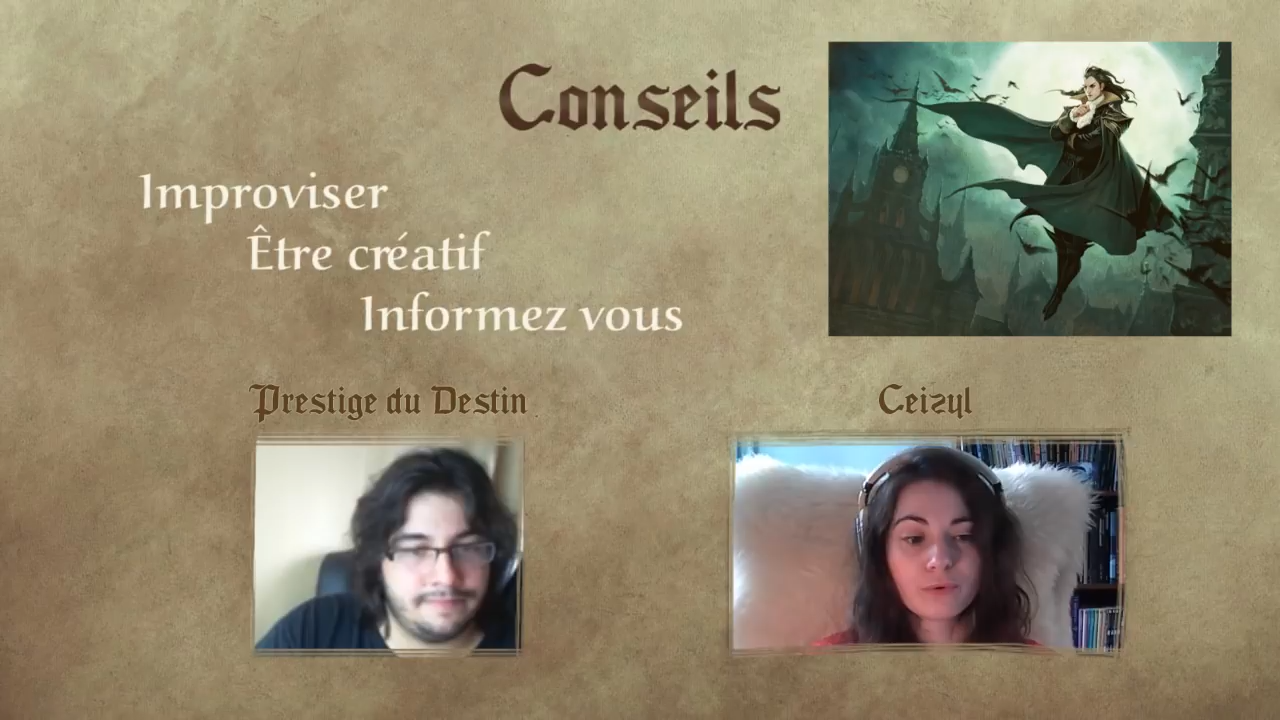 Conseils
Improviser
Être créatif
Informez vous
Prestige du Destin
Ceizyl